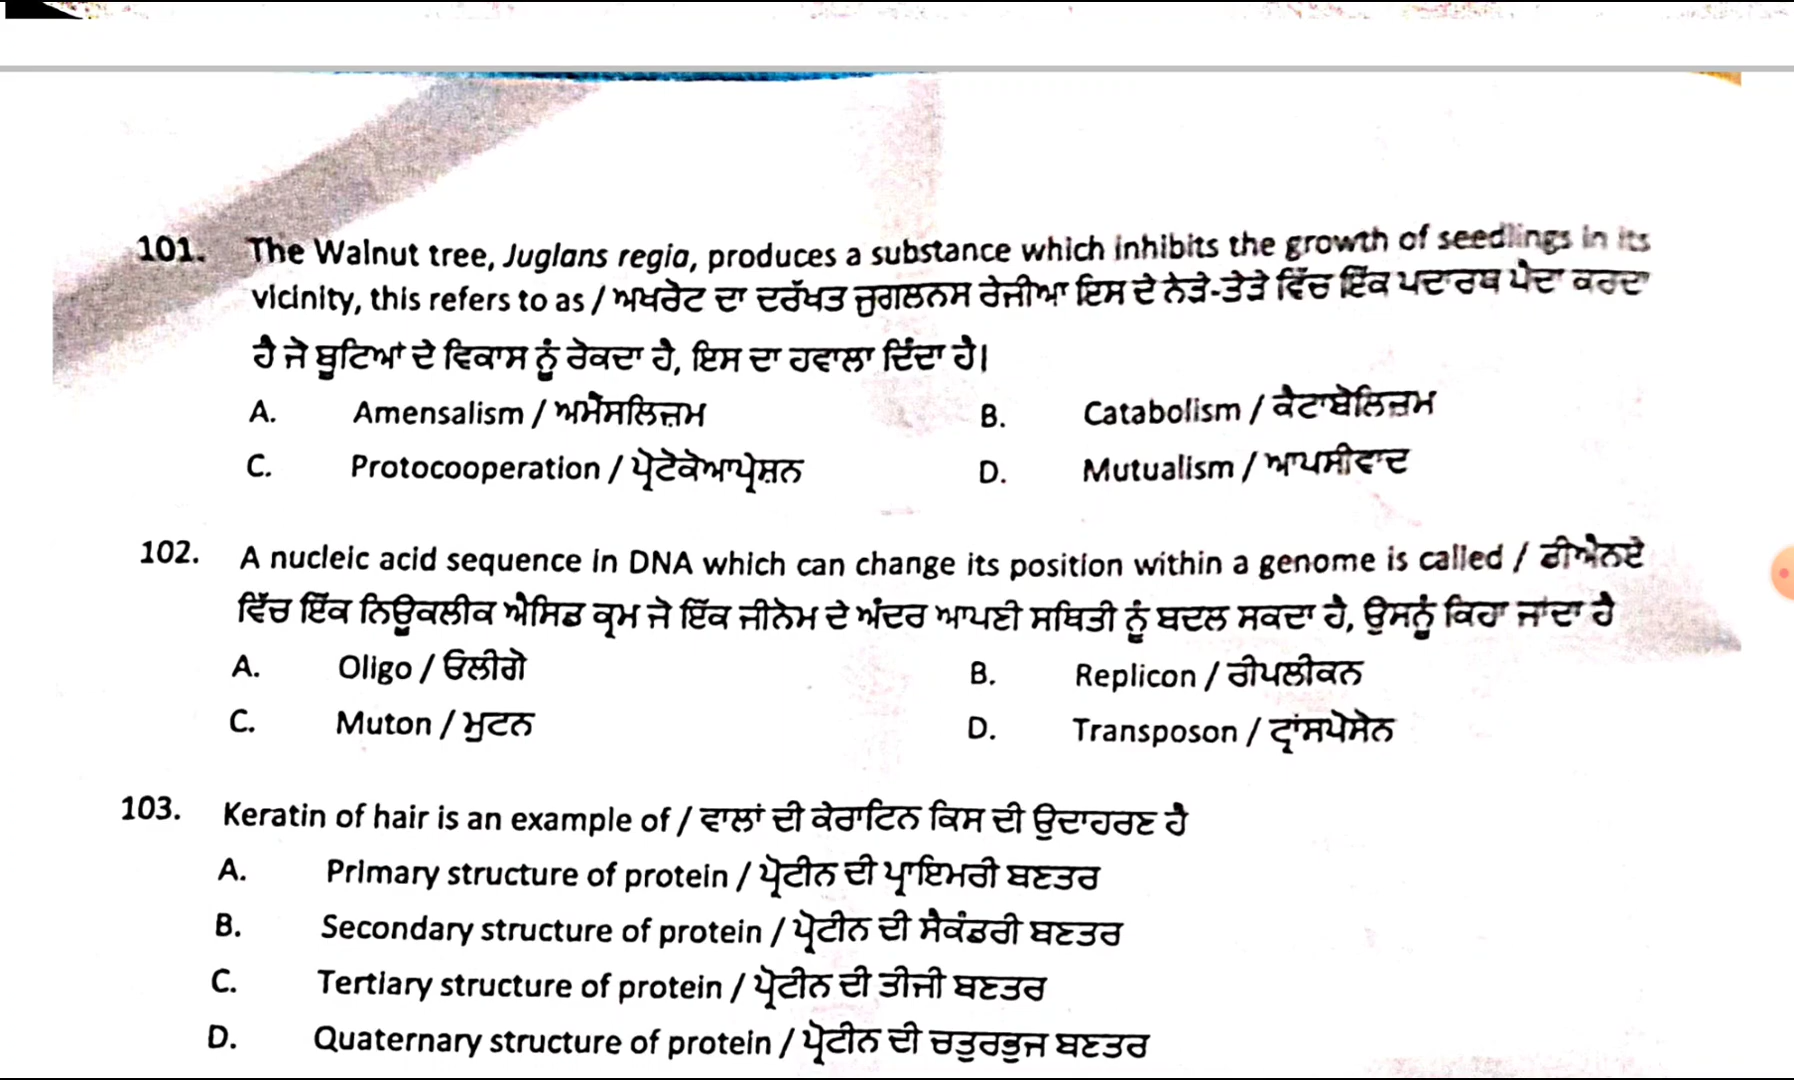 101. The Walnut tree, Juglans regia, produces a substance which inhibits the growth of seedlings in its
vicinity, this refers to as / ਅਖਰੋਟ ਦਾ ਦਰੱਖਤ ਜੁਗਲਨਸ ਰੇਜੀਆ ਇਸ ਦੇ ਨੇੜੇ-ਤੇੜੇ ਵਿੱਚ ਇੱਕ ਪਦਾਰਥ ਪੈਦਾ ਕਰਦਾ
ਹੈ ਜੋ ਬੂਟਿਆਂ ਦੇ ਵਿਕਾਸ ਨੂੰ ਰੋਕਦਾ ਹੈ, ਇਸ ਦਾ ਹਵਾਲਾ ਦਿੰਦਾ ਹੈ।
A. Amensalism / ਅਮੈਂਸਲਿਜ਼ਮ B. Catabolism / ਕੈਟਾਬੋਲਿਜ਼ਮ
C. Protocooperation / ਪ੍ਰੋਟੋਕੋਆਪ੍ਰੇਸ਼ਨ D. Mutualism / ਆਪਸੀਵਾਦ
102. A nucleic acid sequence in DNA which can change its position within a genome is called / ਡੀਐਨਏ
ਵਿੱਚ ਇੱਕ ਨਿਊਕਲੀਕ ਐਸਿਡ ਕ੍ਰਮ ਜੋ ਇੱਕ ਜੀਨੋਮ ਦੇ ਅੰਦਰ ਆਪਣੀ ਸਥਿਤੀ ਨੂੰ ਬਦਲ ਸਕਦਾ ਹੈ, ਉਸਨੂੰ ਕਿਹਾ ਜਾਂਦਾ ਹੈ
A. Oligo / ਓਲੀਗੋ B. Replicon / ਰੀਪਲੀਕਨ
C. Muton / ਮੁਟਨ D. Transposon / ਟ੍ਰਾਂਸਪੋਸੋਨ
103. Keratin of hair is an example of / ਵਾਲਾਂ ਦੀ ਕੇਰਾਟਿਨ ਕਿਸ ਦੀ ਉਦਾਹਰਣ ਹੈ
A. Primary structure of protein / ਪ੍ਰੋਟੀਨ ਦੀ ਪ੍ਰਾਇਮਰੀ ਬਣਤਰ
B. Secondary structure of protein / ਪ੍ਰੋਟੀਨ ਦੀ ਸੈਕੰਡਰੀ ਬਣਤਰ
C. Tertiary structure of protein / ਪ੍ਰੋਟੀਨ ਦੀ ਤੀਜੀ ਬਣਤਰ
D. Quaternary structure of protein / ਪ੍ਰੋਟੀਨ ਦੀ ਚਤੁਰਭੁਜ ਬਣਤਰ